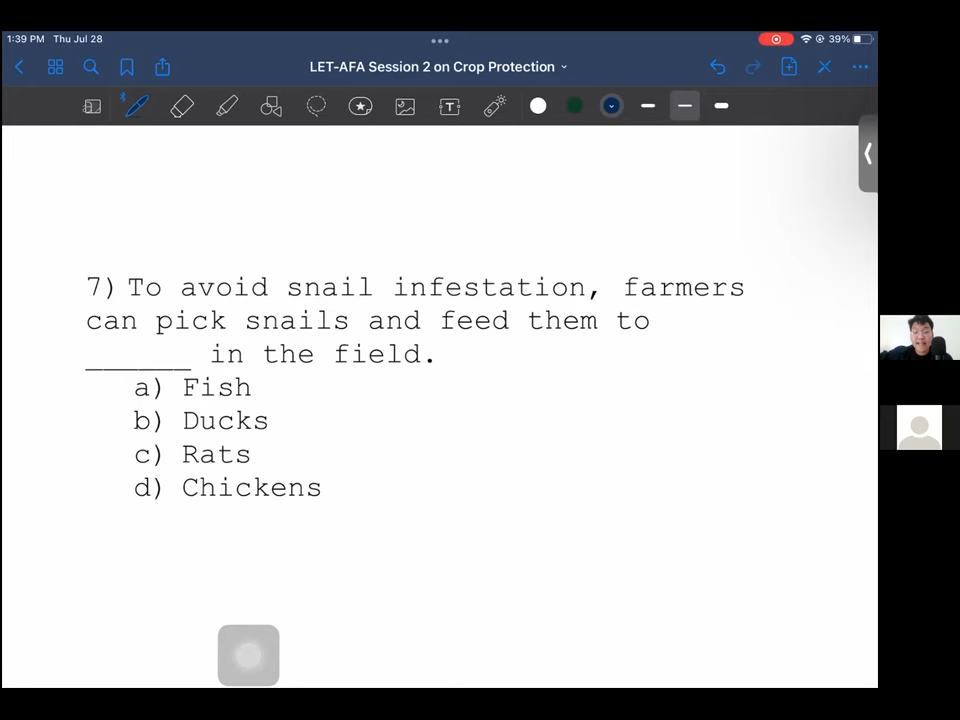 1:39 PM Thu Jul 28
39%
LET-AFA Session 2 on Crop Protection
7) To avoid snail infestation, farmers
can pick snails and feed them to
______ in the field.
a) Fish
b) Ducks
c) Rats
d) Chickens